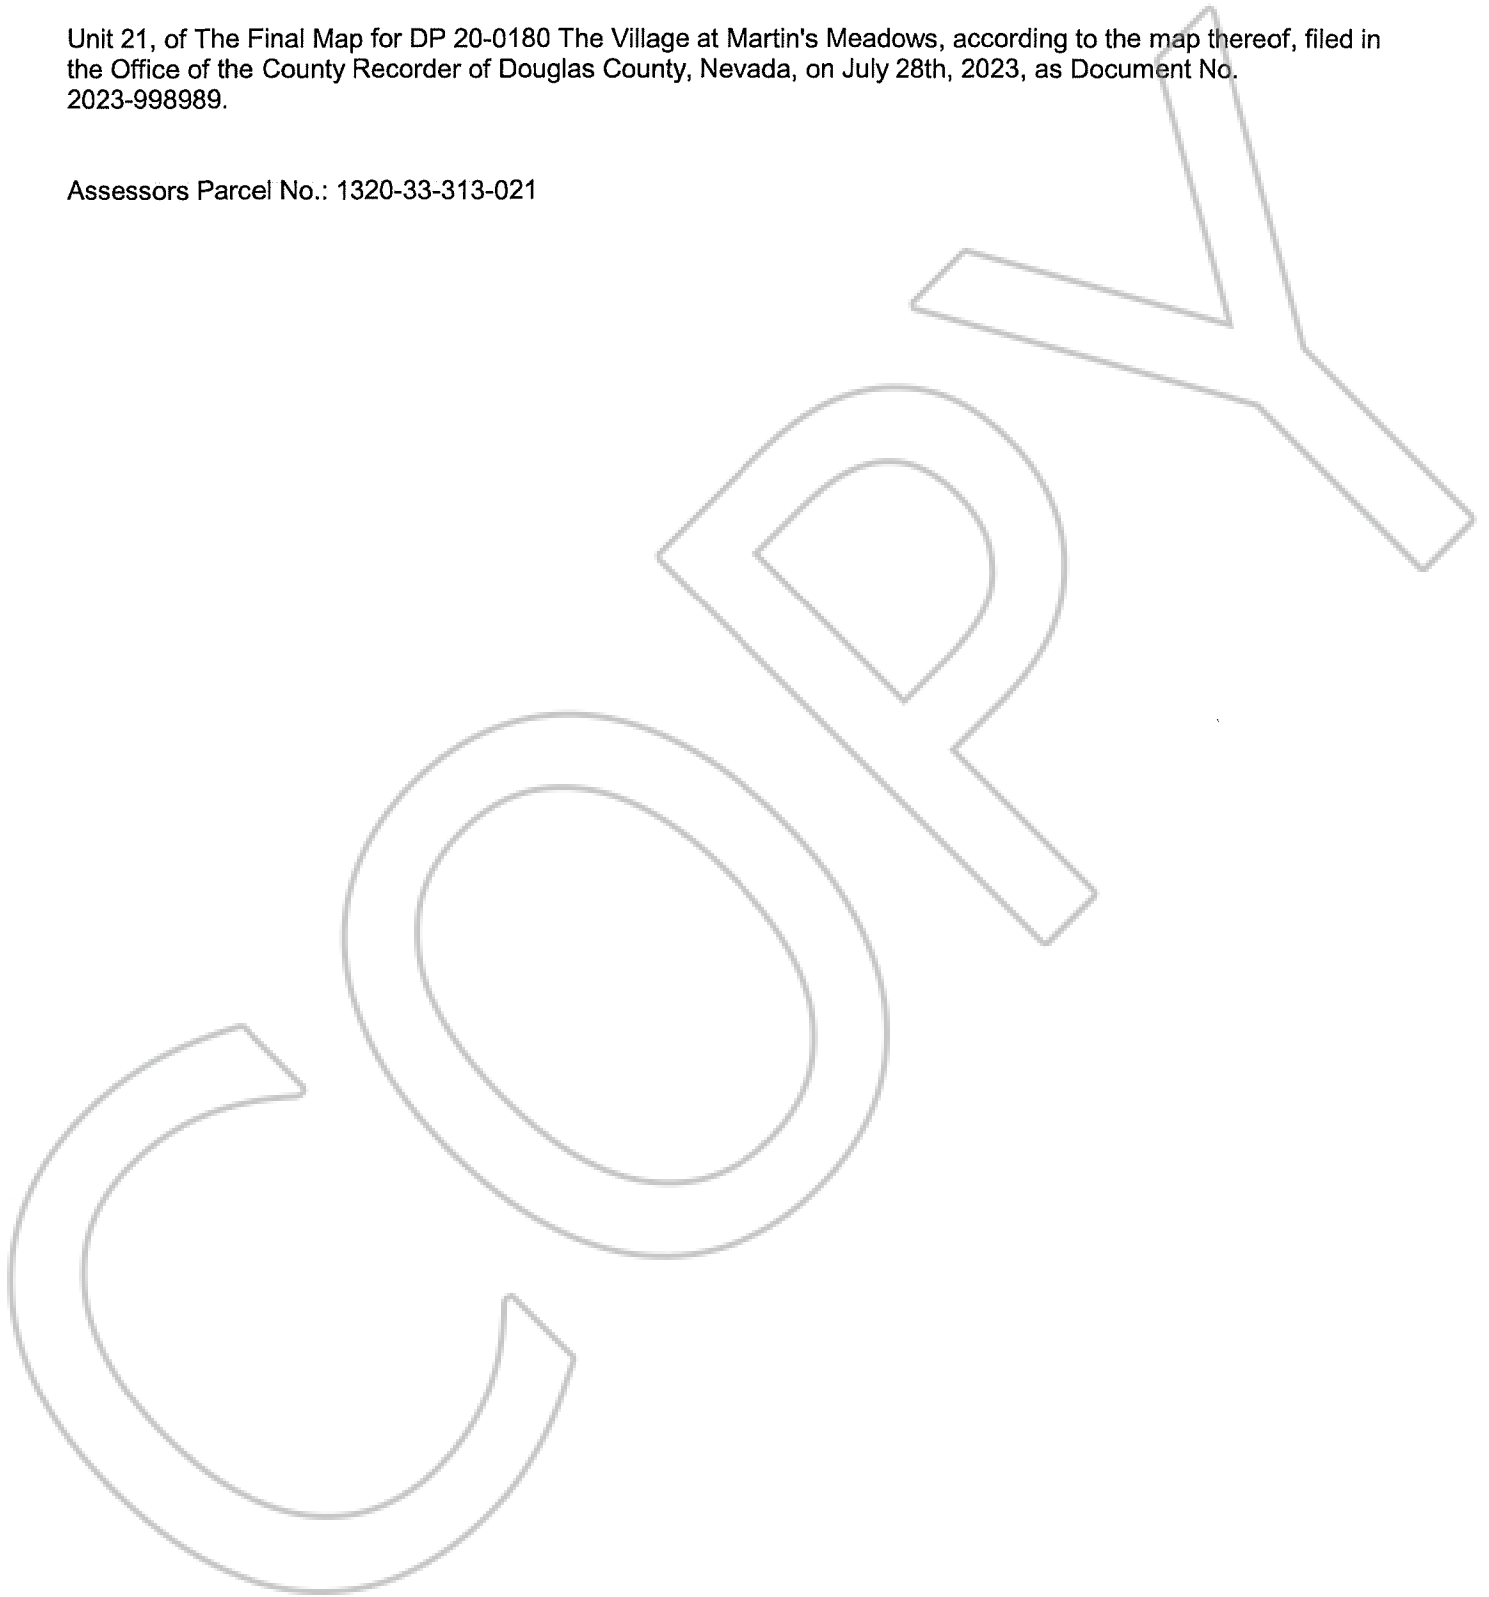 Unit 21, of The Final Map for DP 20-0180 The Village at Martin's Meadows, according to the map thereof, filed in
the Office of the County Recorder of Douglas County, Nevada, on July 28th, 2023, as Document No.
2023-998989.
Assessors Parcel No.: 1320-33-313-021
COPY